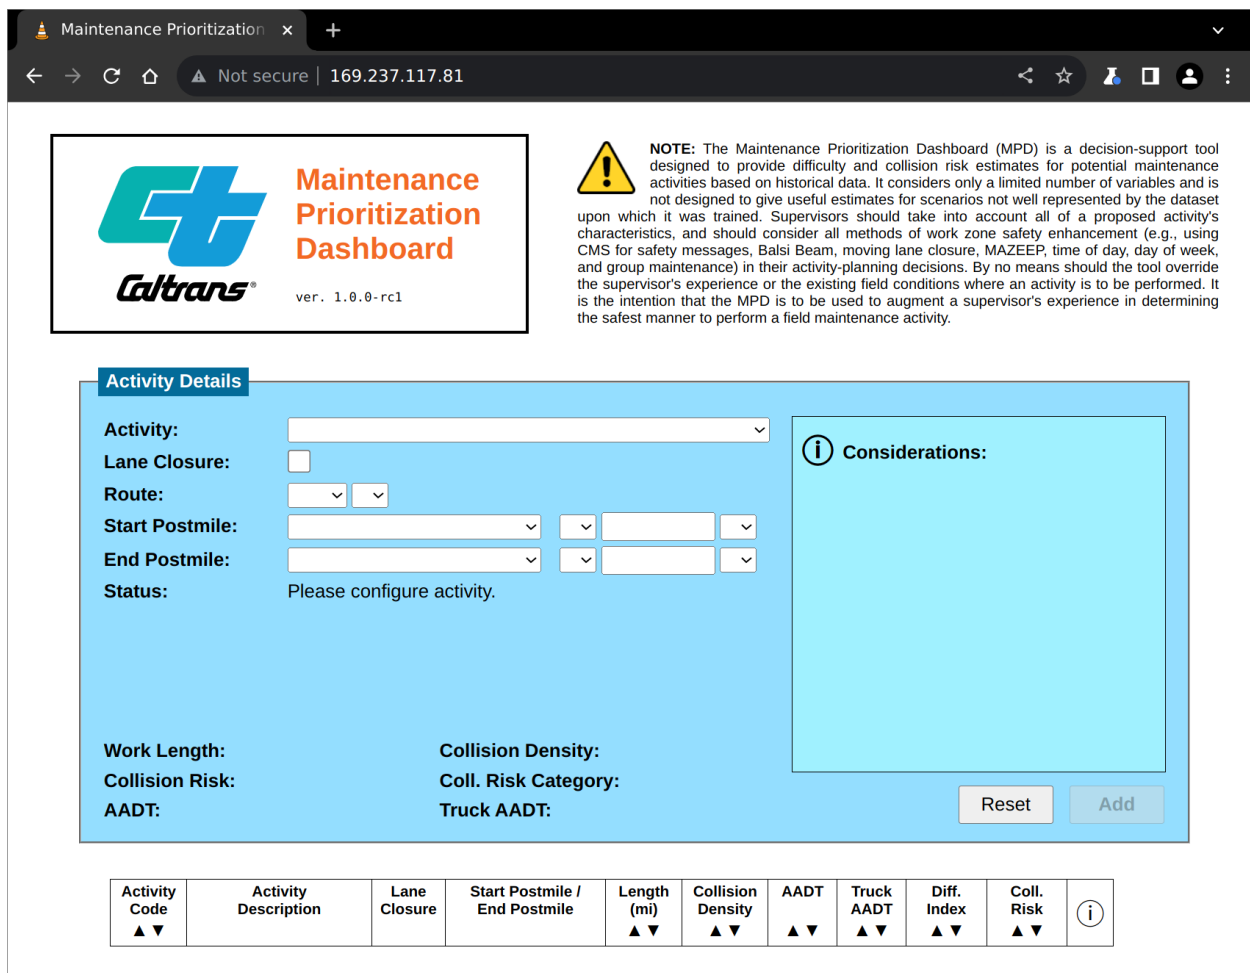 Maintenance Prioritization
Not secure | 169.237.117.81
Caltrans®
Maintenance
Prioritization
Dashboard
ver. 1.0.0-rc1
NOTE: The Maintenance Prioritization Dashboard (MPD) is a decision-support tool
designed to provide difficulty and collision risk estimates for potential maintenance
activities based on historical data. It considers only a limited number of variables and is
not designed to give useful estimates for scenarios not well represented by the dataset
upon which it was trained. Supervisors should take into account all of a proposed activity's
characteristics, and should consider all methods of work zone safety enhancement (e.g., using
CMS for safety messages, Balsi Beam, moving lane closure, MAZEEP, time of day, day of week,
and group maintenance) in their activity-planning decisions. By no means should the tool override
the supervisor's experience or the existing field conditions where an activity is to be performed. It
is the intention that the MPD is to be used to augment a supervisor's experience in determining
the safest manner to perform a field maintenance activity.
Activity Details
Activity:
Lane Closure:
Route:
Start Postmile:
End Postmile:
Status: Please configure activity.
Considerations:
Work Length: Collision Density:
Collision Risk: Coll. Risk Category:
AADT: Truck AADT:
Reset Add
Activity Activity Lane Start Postmile / Length Collision AADT Truck Diff. Coll.
Code Description Closure End Postmile (mi) Density AADT Index Risk
▲▼ ▲▼ ▲▼ ▲▼ ▲▼ ▲▼ ▲▼